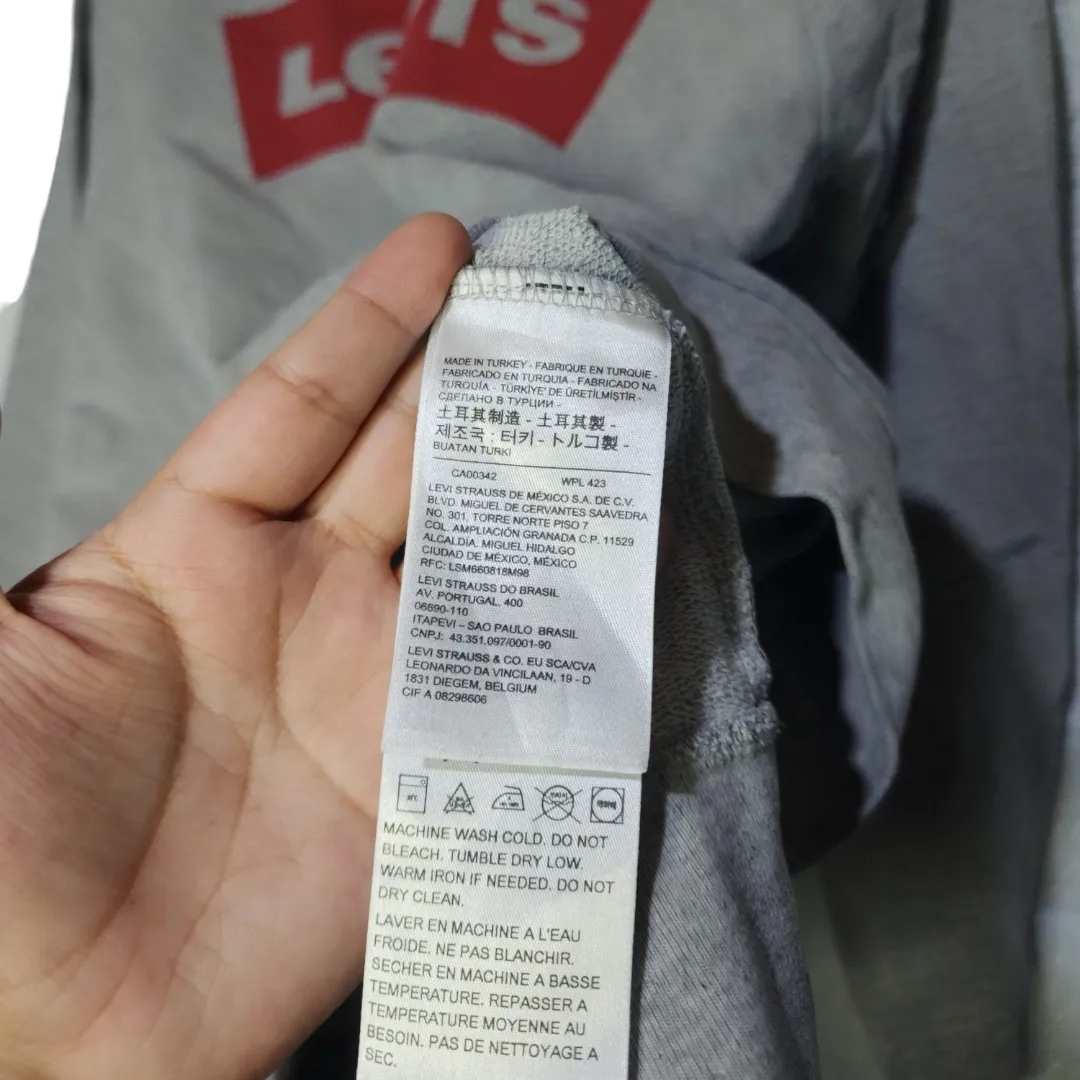 Le
IS
MADE IN TURKEY - FABRIQUE EN TURQUIE -
FABRICADO EN TURQUIA - FABRICADO NA
TURQUÍA - TÜRKİYE' DE ÜRETİLMİŞTİR -
СДЕЛАНО В ТУРЦИИ -
土耳其制造 - 土耳其製 -
제조국 : 터키 - トルコ製 -
BUATAN TURKI
CA00342 WPL 423
LEVI STRAUSS DE MÉXICO S.A. DE C.V.
BLVD. MIGUEL DE CERVANTES SAAVEDRA
NO. 301, TORRE NORTE PISO 7
COL. AMPLIACIÓN GRANADA C.P. 11529
ALCALDÍA. MIGUEL HIDALGO
CIUDAD DE MÉXICO, MÉXICO
RFC: LSM660818M98
LEVI STRAUSS DO BRASIL
AV. PORTUGAL, 400
06690-110
ITAPEVI – SAO PAULO BRASIL
CNPJ: 43.351.097/0001-90
LEVI STRAUSS & CO. EU SCA/CVA
LEONARDO DA VINCILAAN, 19 - D
1831 DIEGEM, BELGIUM
CIF A 08298606
MACHINE WASH COLD. DO NOT
BLEACH. TUMBLE DRY LOW.
WARM IRON IF NEEDED. DO NOT
DRY CLEAN.
LAVER EN MACHINE A L'EAU
FROIDE. NE PAS BLANCHIR.
SECHER EN MACHINE A BASSE
TEMPERATURE. REPASSER A
TEMPERATURE MOYENNE AU
BESOIN. PAS DE NETTOYAGE A
SEC.